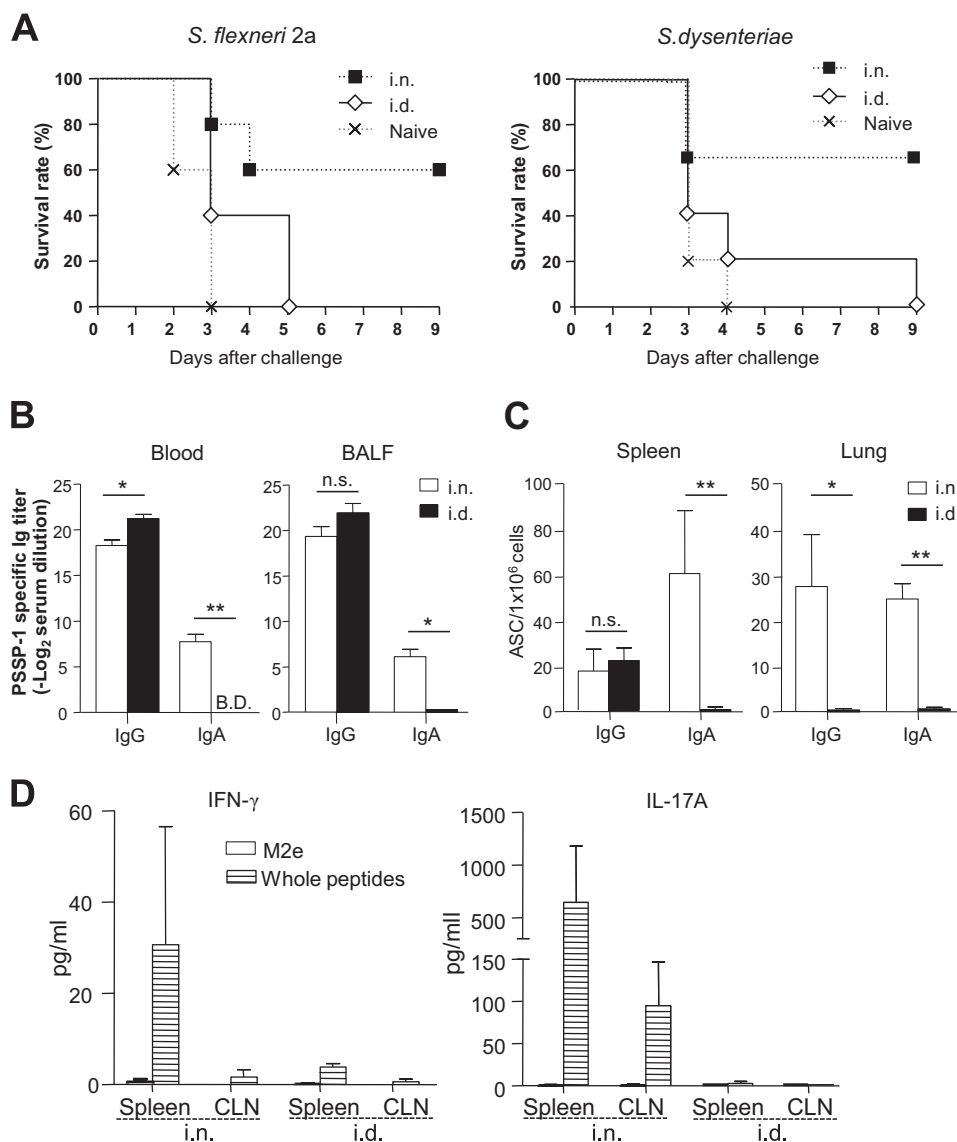 A
S. flexneri 2a
S.dysenteriae
i.n.
i.d.
Naive
i.n.
i.d.
Naive
Survival rate (%)
100
80
60
40
20
0
0 1 2 3 4 5 6 7 8 9
Days after challenge
Survival rate (%)
100
80
60
40
20
0
0 1 2 3 4 5 6 7 8 9
Days after challenge
B
Blood
BALF
PSSP-1 specific Ig titer
(-Log2 serum dilution)
25
20
15
10
5
0
*
**
B.D.
IgG IgA
25
20
15
10
5
0
n.s.
*
IgG IgA
i.n.
i.d.
C
Spleen
Lung
ASC/1x10⁶ cells
100
80
60
40
20
0
n.s.
**
IgG IgA
50
40
30
20
10
0
*
**
IgG IgA
i.n
i.d
D
IFN-γ
IL-17A
M2e
Whole peptides
pg/ml
60
40
20
0
Spleen CLN Spleen CLN
i.n. i.d.
pg/mll
1500
1000
500
150
100
50
0
Spleen CLN Spleen CLN
i.n. i.d.